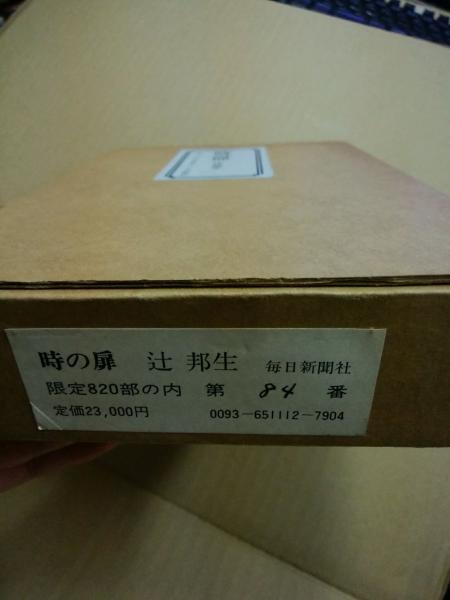 時の扉 辻 邦生 毎日新聞社
限定820部の内 第 84 番
定価23,000円 0093-651112-7904